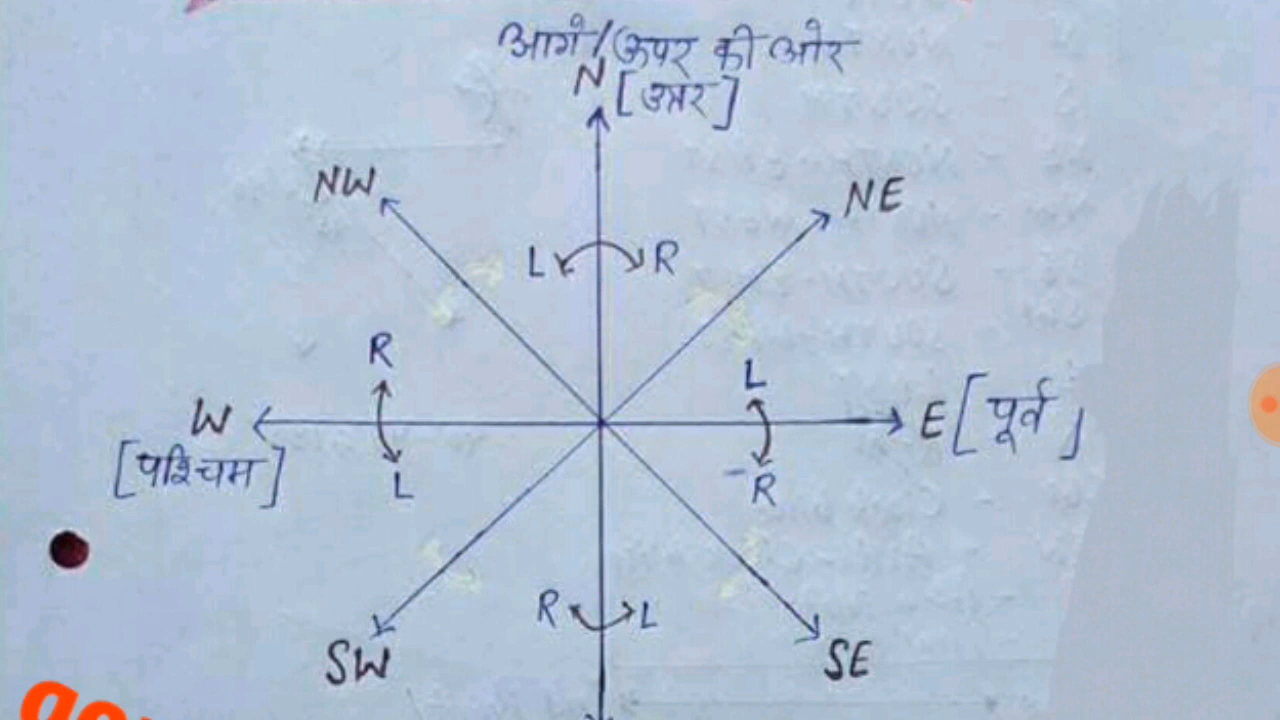 आगे/ऊपर की ओर
N [उत्तर]
NW
NE
L R
R
L
W
E [पूर्व]
[पश्चिम]
L
R
R L
SW
SE